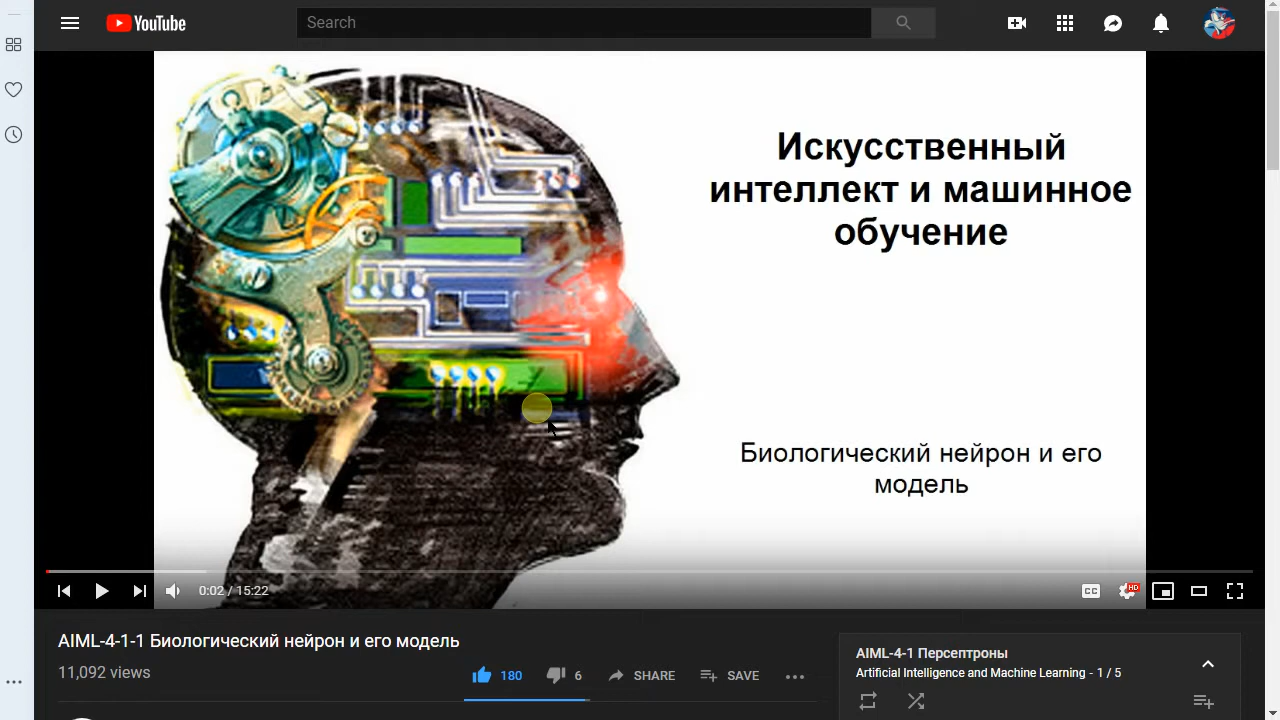 YouTube
Search
Искусственный
интеллект и машинное
обучение
Биологический нейрон и его
модель
0:02 / 15:22
CC
HD
AIML-4-1-1 Биологический нейрон и его модель
11,092 views
180
6
SHARE
SAVE
AIML-4-1 Персептроны
Artificial Intelligence and Machine Learning - 1 / 5